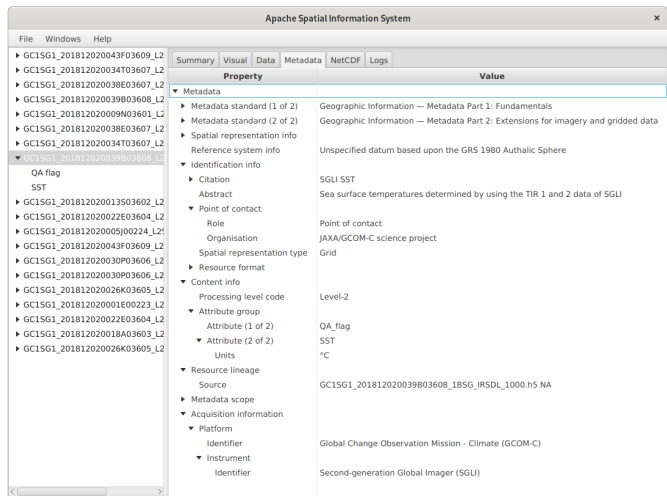 Apache Spatial Information System
×
File Windows Help
GC1SG1_201812020043F03609_L2
GC1SG1_201812020034T03607_L2
GC1SG1_201812020038E03607_L2
GC1SG1_201812020039B03608_L2
GC1SG1_201812020009N03601_L2
GC1SG1_201812020038E03607_L2
GC1SG1_201812020034T03607_L2
GC1SG1_201812020039B03608_L2
QA flag
SST
GC1SG1_201812020013S03602_L2
GC1SG1_201812020022E03604_L2
GC1SG1_201812020005J00224_L2S
GC1SG1_201812020043F03609_L2
GC1SG1_201812020030P03606_L2
GC1SG1_201812020030P03606_L2
GC1SG1_201812020026K03605_L2
GC1SG1_201812020001E00223_L2
GC1SG1_201812020022E03604_L2
GC1SG1_201812020018A03603_L2
GC1SG1_201812020026K03605_L2
Summary Visual Data Metadata NetCDF Logs
Property Value
Metadata
Metadata standard (1 of 2) Geographic Information — Metadata Part 1: Fundamentals
Metadata standard (2 of 2) Geographic Information — Metadata Part 2: Extensions for imagery and gridded data
Spatial representation info
Reference system info Unspecified datum based upon the GRS 1980 Authalic Sphere
Identification info
Citation SGLI SST
Abstract Sea surface temperatures determined by using the TIR 1 and 2 data of SGLI
Point of contact
Role Point of contact
Organisation JAXA/GCOM-C science project
Spatial representation type Grid
Resource format
Content info
Processing level code Level-2
Attribute group
Attribute (1 of 2) QA_flag
Attribute (2 of 2) SST
Units °C
Resource lineage
Source GC1SG1_201812020039B03608_1BSG_IRSDL_1000.h5 NA
Metadata scope
Acquisition information
Platform
Identifier Global Change Observation Mission - Climate (GCOM-C)
Instrument
Identifier Second-generation Global Imager (SGLI)